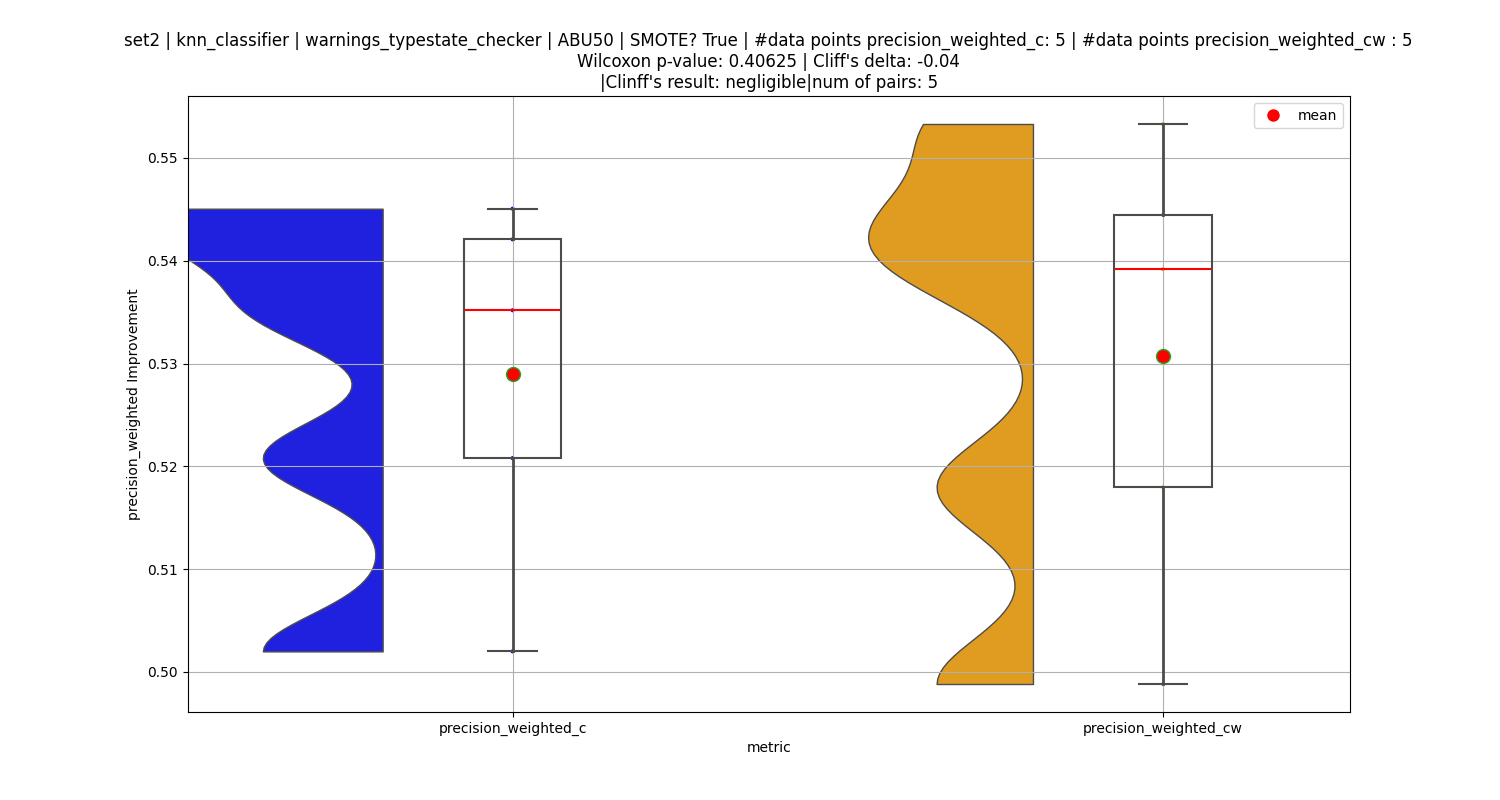 set2 | knn_classifier | warnings_typestate_checker | ABU50 | SMOTE? True | #data points precision_weighted_c: 5 | #data points precision_weighted_cw : 5
Wilcoxon p-value: 0.40625 | Cliff's delta: -0.04
|Clinff's result: negligible|num of pairs: 5
mean
0.55
0.54
0.53
0.52
0.51
0.50
precision_weighted Improvement
precision_weighted_c
precision_weighted_cw
metric